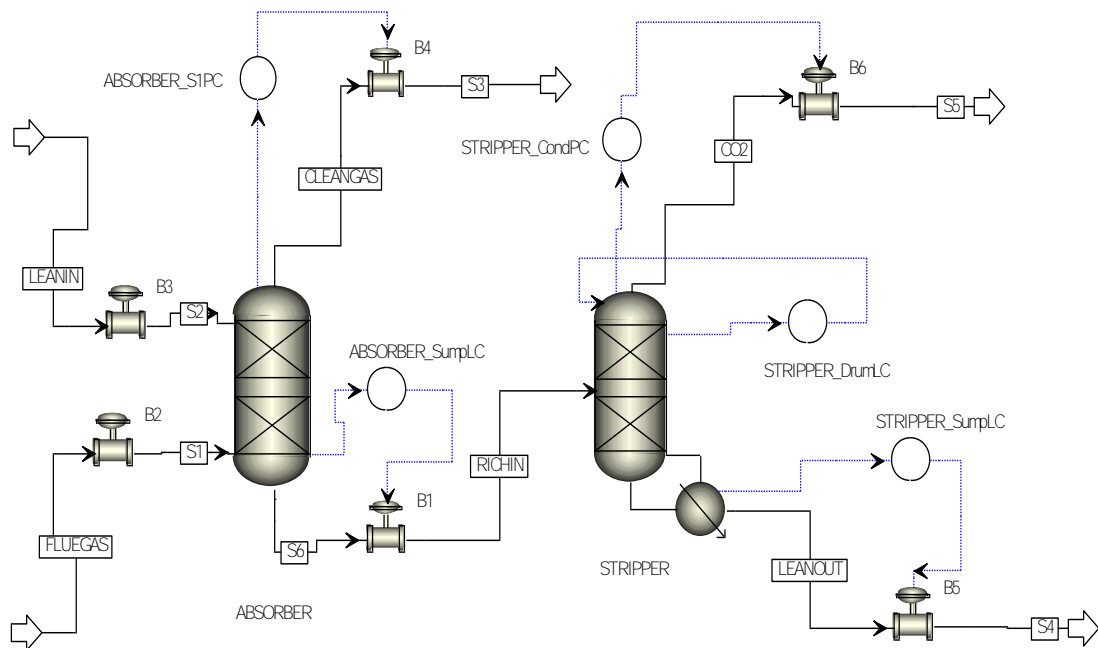 B4
ABSORBER_S1PC
S3
B6
S5
STRIPPER_CondPC
CO2
CLEANGAS
LEANIN
B3
S2
ABSORBER_SumpLC
STRIPPER_DrumLC
B2
S1
STRIPPER_SumpLC
RICHIN
B1
FLUEGAS
S6
STRIPPER
LEANOUT
B5
ABSORBER
S4